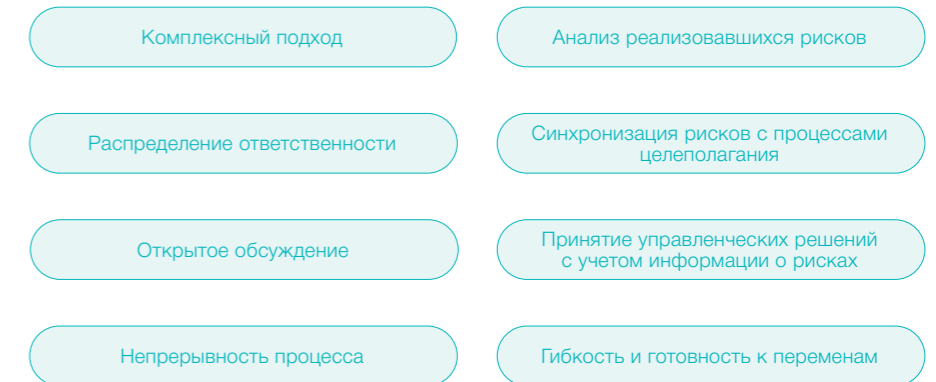 Комплексный подход
Анализ реализовавшихся рисков
Распределение ответственности
Синхронизация рисков с процессами
целеполагания
Открытое обсуждение
Принятие управленческих решений
с учетом информации о рисках
Непрерывность процесса
Гибкость и готовность к переменам